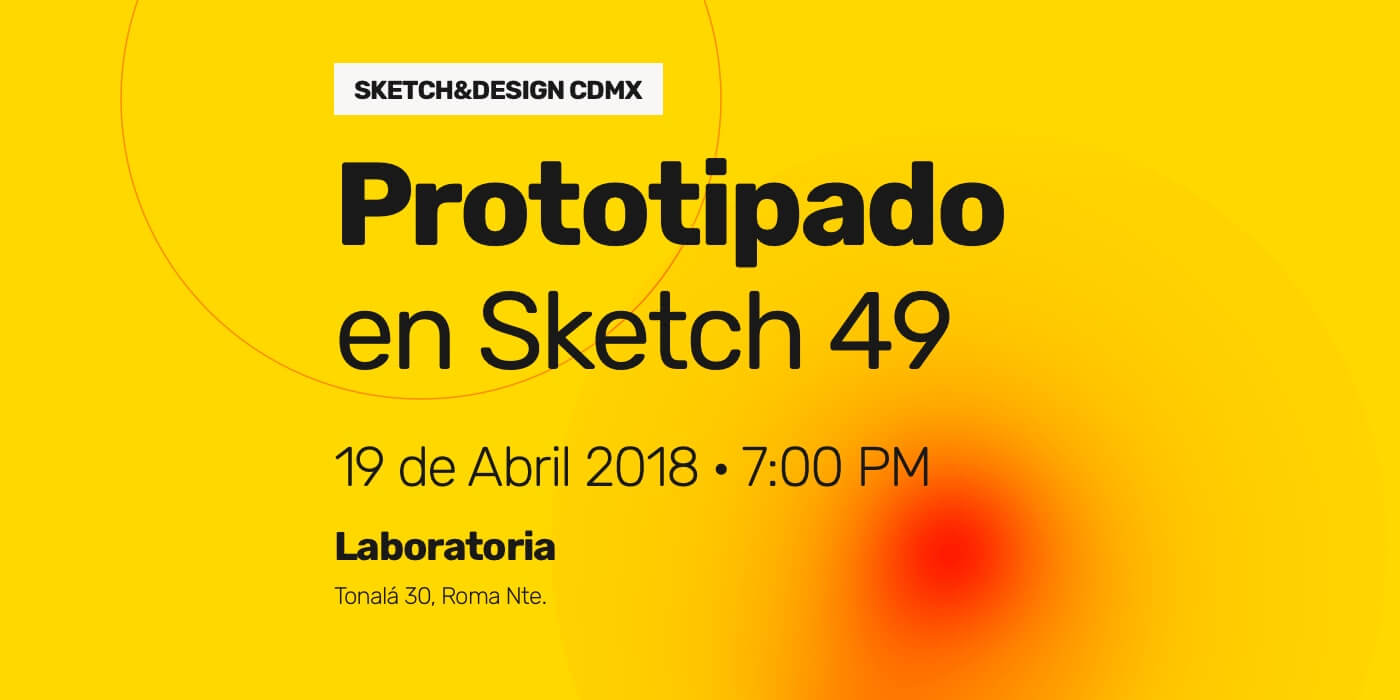 SKETCH&DESIGN CDMX
Prototipado
en Sketch 49
19 de Abril 2018 • 7:00 PM
Laboratoria
Tonalá 30, Roma Nte.